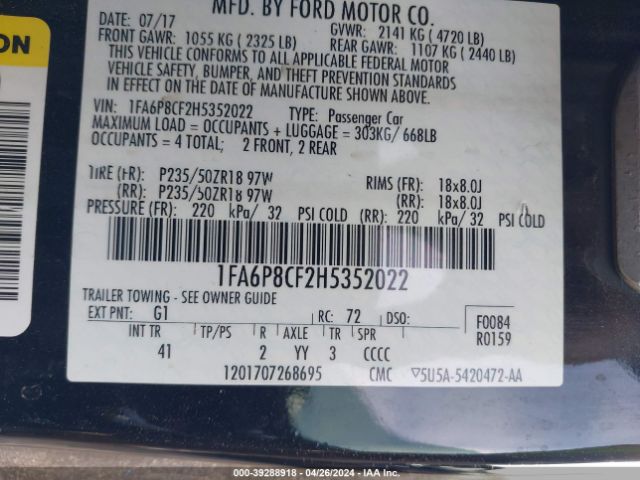 MFD. BY FORD MOTOR CO.
DATE: 07/17 GVWR: 2141 KG ( 4720 LB)
FRONT GAWR: 1055 KG ( 2325 LB) REAR GAWR: 1107 KG ( 2440 LB)
THIS VEHICLE CONFORMS TO ALL APPLICABLE FEDERAL MOTOR
VEHICLE SAFETY, BUMPER, AND THEFT PREVENTION STANDARDS
IN EFFECT ON THE DATE OF MANUFACTURE SHOWN ABOVE.
VIN: 1FA6P8CF2H5352022 TYPE: Passenger Car
MAXIMUM LOAD = OCCUPANTS + LUGGAGE = 303KG/ 668LB
OCCUPANTS = 4 TOTAL; 2 FRONT, 2 REAR
TIRE (FR): P235/50ZR18 97W RIMS (FR): 18x8.0J
(RR): P235/50ZR18 97W (RR): 18x8.0J
PRESSURE (FR): 220 kPa/ 32 PSI COLD (RR): 220 kPa/ 32 PSI COLD
1FA6P8CF2H5352022
TRAILER TOWING - SEE OWNER GUIDE
EXT PNT: G1 RC: 72 DSO: F0084
INT TR TP/PS R AXLE TR SPR R0159
41 2 YY 3 CCCC
1201707268695 CMC ▽5U5A-5420472-AA
ON
000-39288918 - 04/26/2024 - IAA Inc.